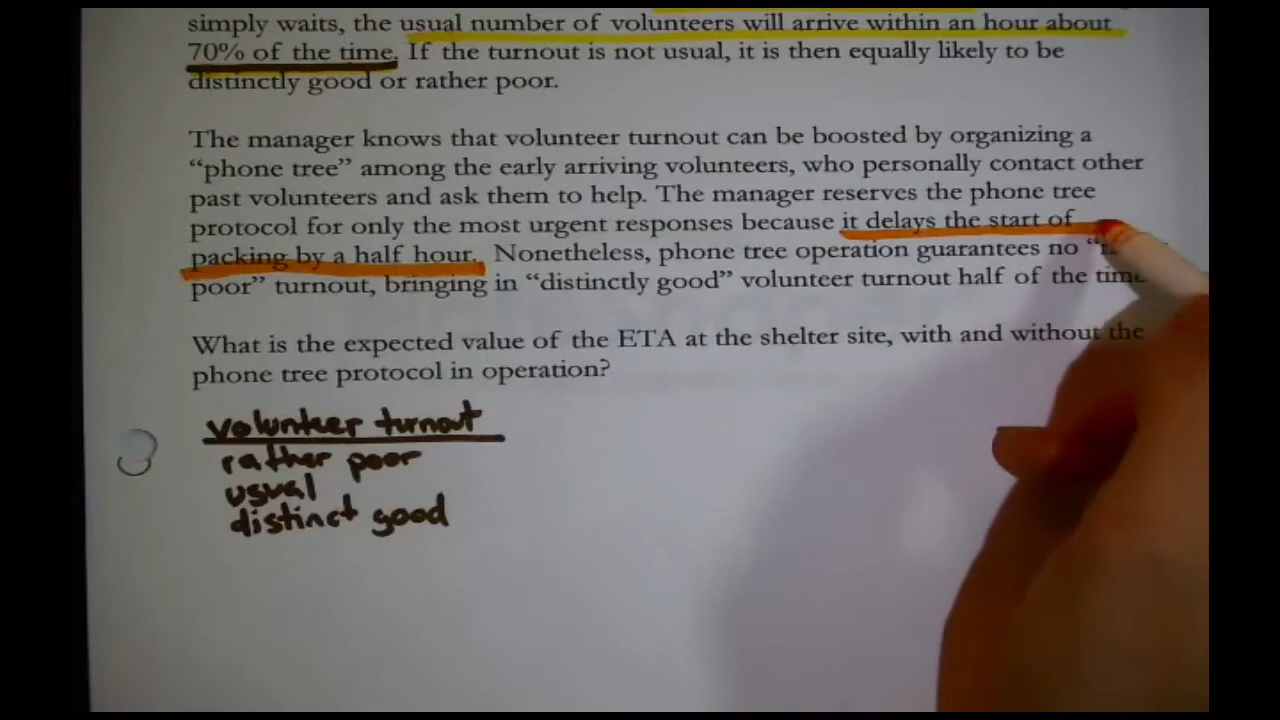 simply waits, the usual number of volunteers will arrive within an hour about
70% of the time. If the turnout is not usual, it is then equally likely to be
distinctly good or rather poor.
The manager knows that volunteer turnout can be boosted by organizing a
“phone tree” among the early arriving volunteers, who personally contact other
past volunteers and ask them to help. The manager reserves the phone tree
protocol for only the most urgent responses because it delays the start of
packing by a half hour. Nonetheless, phone tree operation guarantees no
poor” turnout, bringing in “distinctly good” volunteer turnout half of the time
What is the expected value of the ETA at the shelter site, with and without the
phone tree protocol in operation?
volunteer turnout
rather poor
usual
distinct good